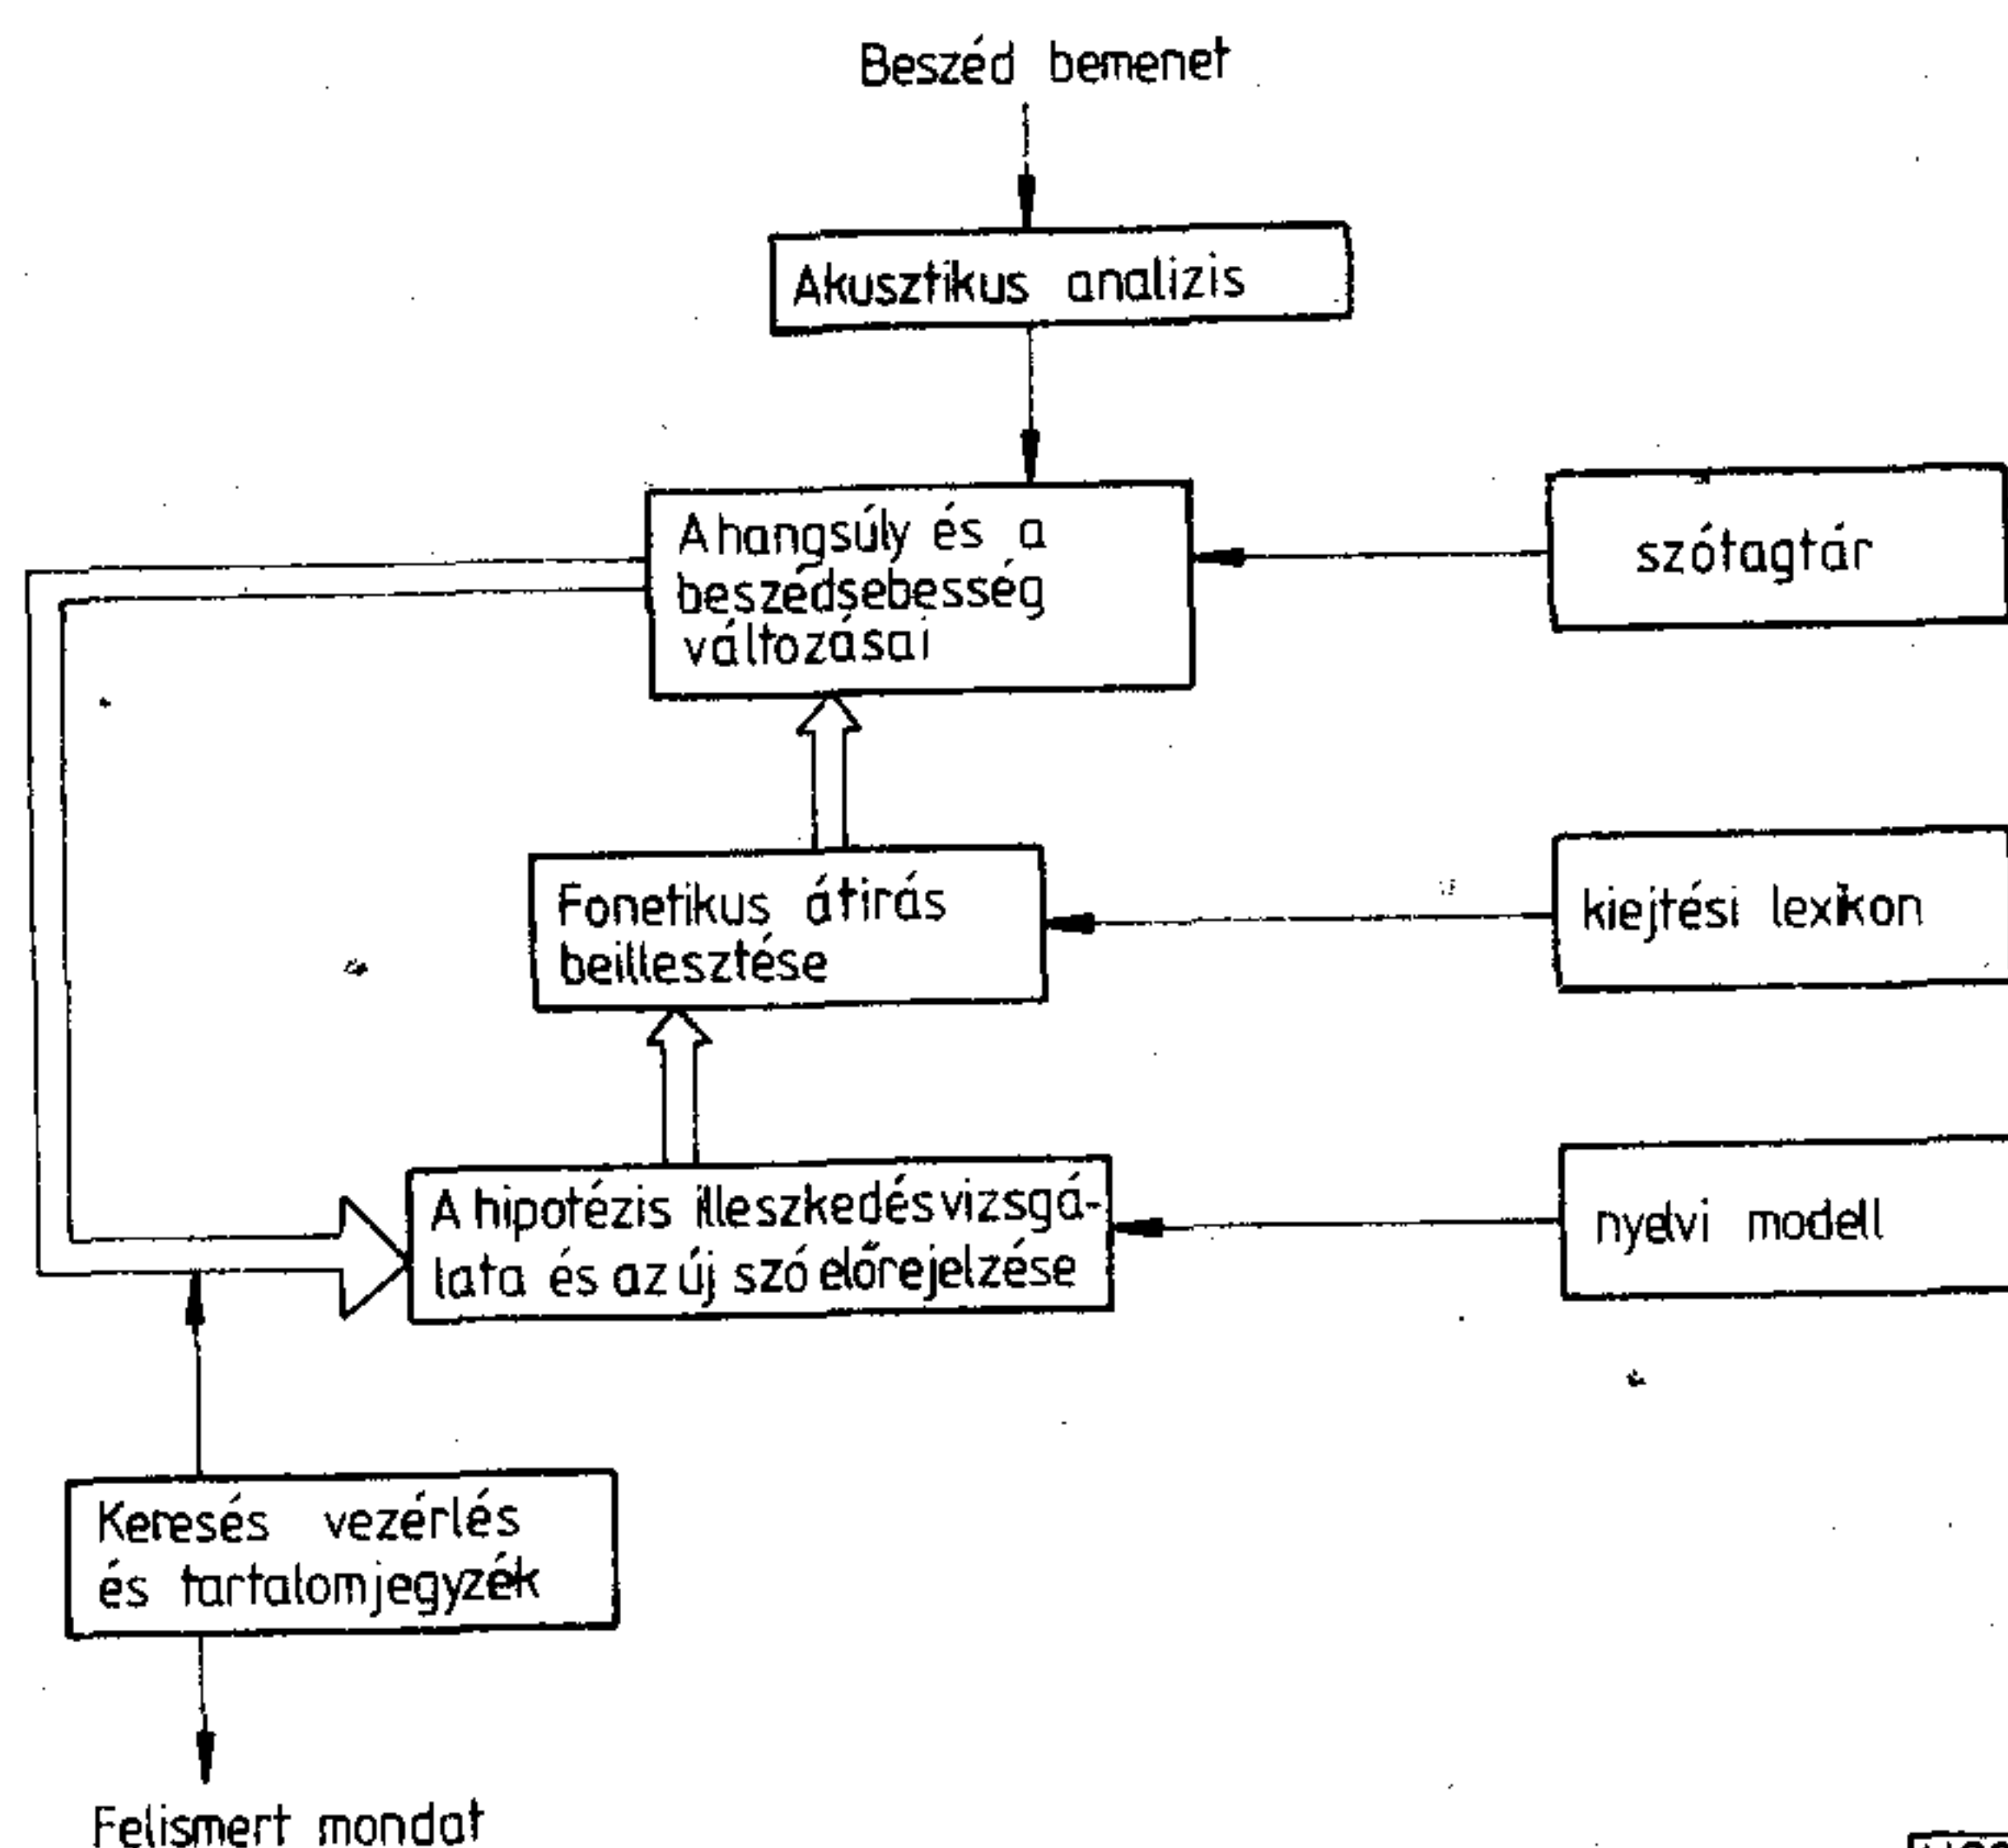 Beszéd bemenet
Akusztikus analizis
A hangsúly és a
beszédsebesség
változásai
szótagtár
Fonetikus átirás
beillesztése
kiejtési lexikon
A hipotézis illeszkedésvizsgá-
lata és az új szó előrejelzése
nyelvi modell
Keresés vezérlés
és tartalomjegyzék
Felismert mondat